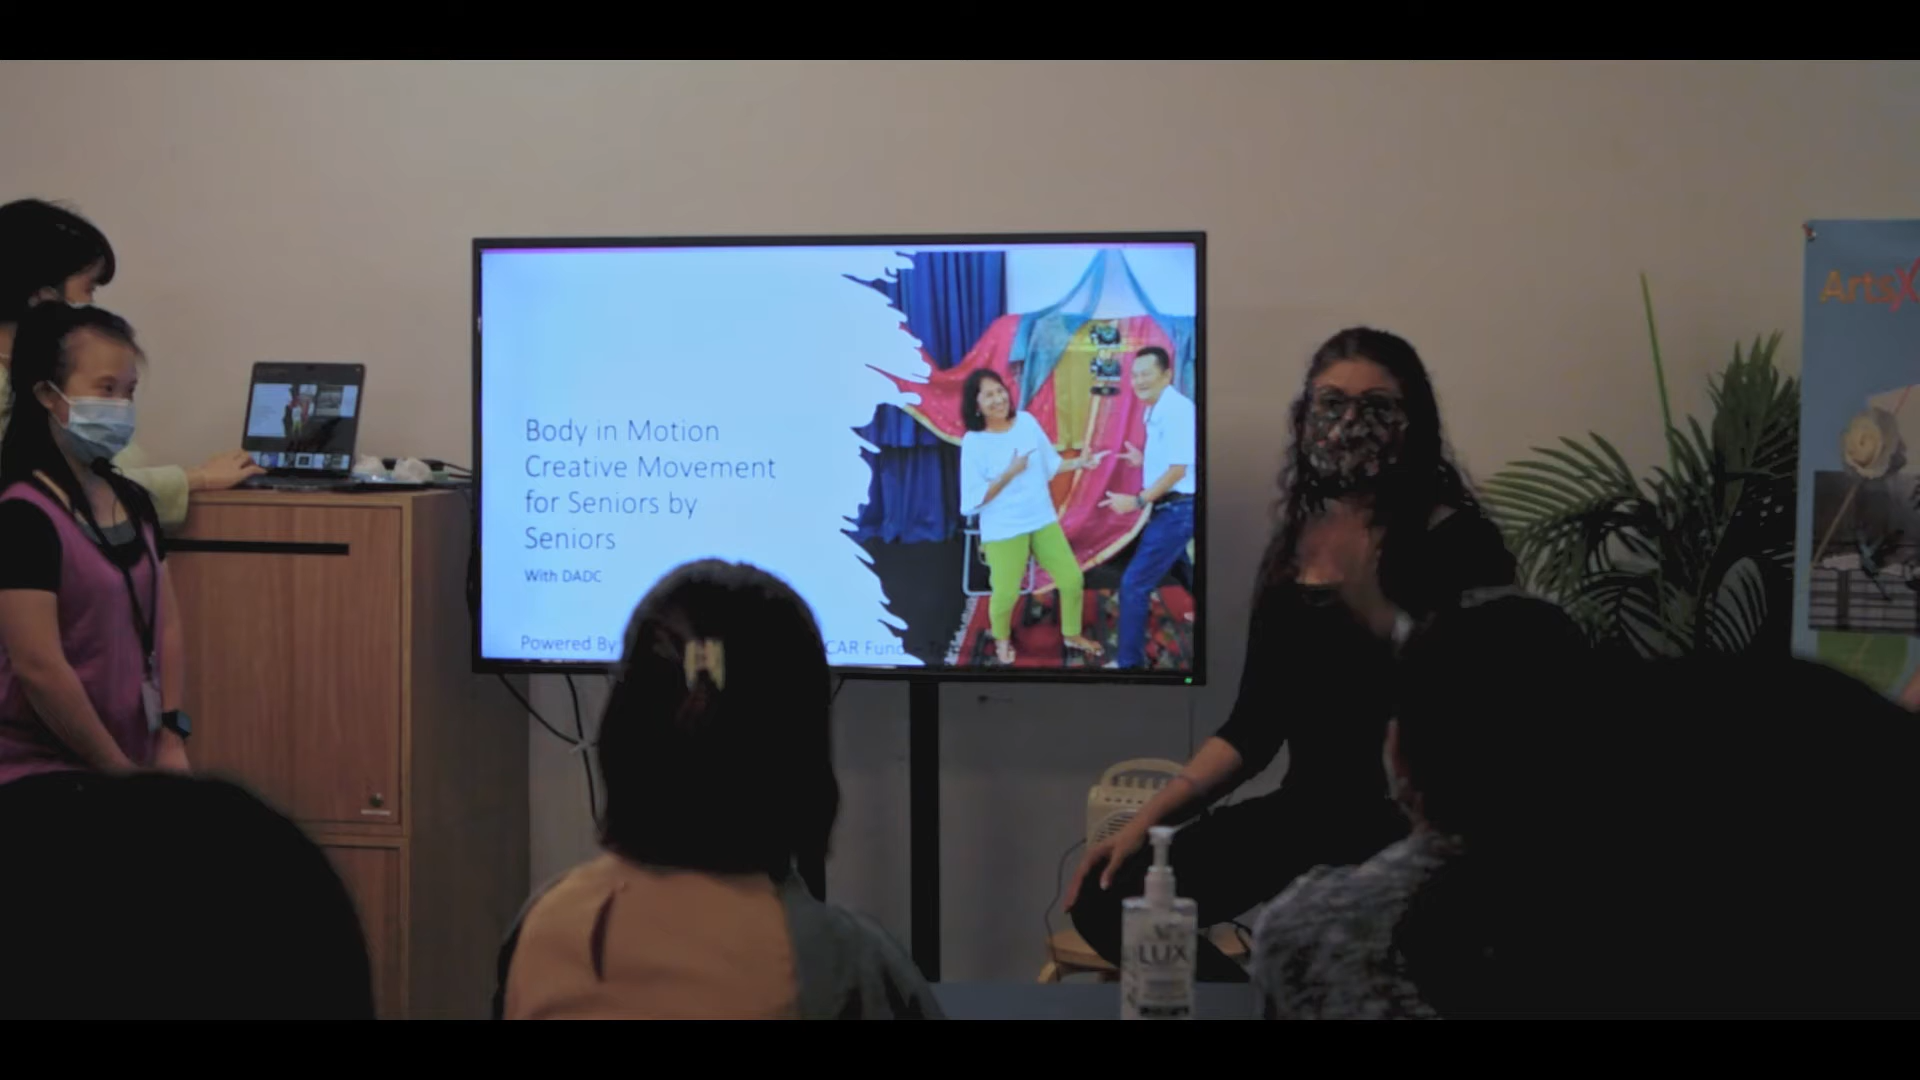 Body in Motion
Creative Movement
for Seniors by
Seniors
With DADC
Powered By
CAR Fund
ArtsX
LUX